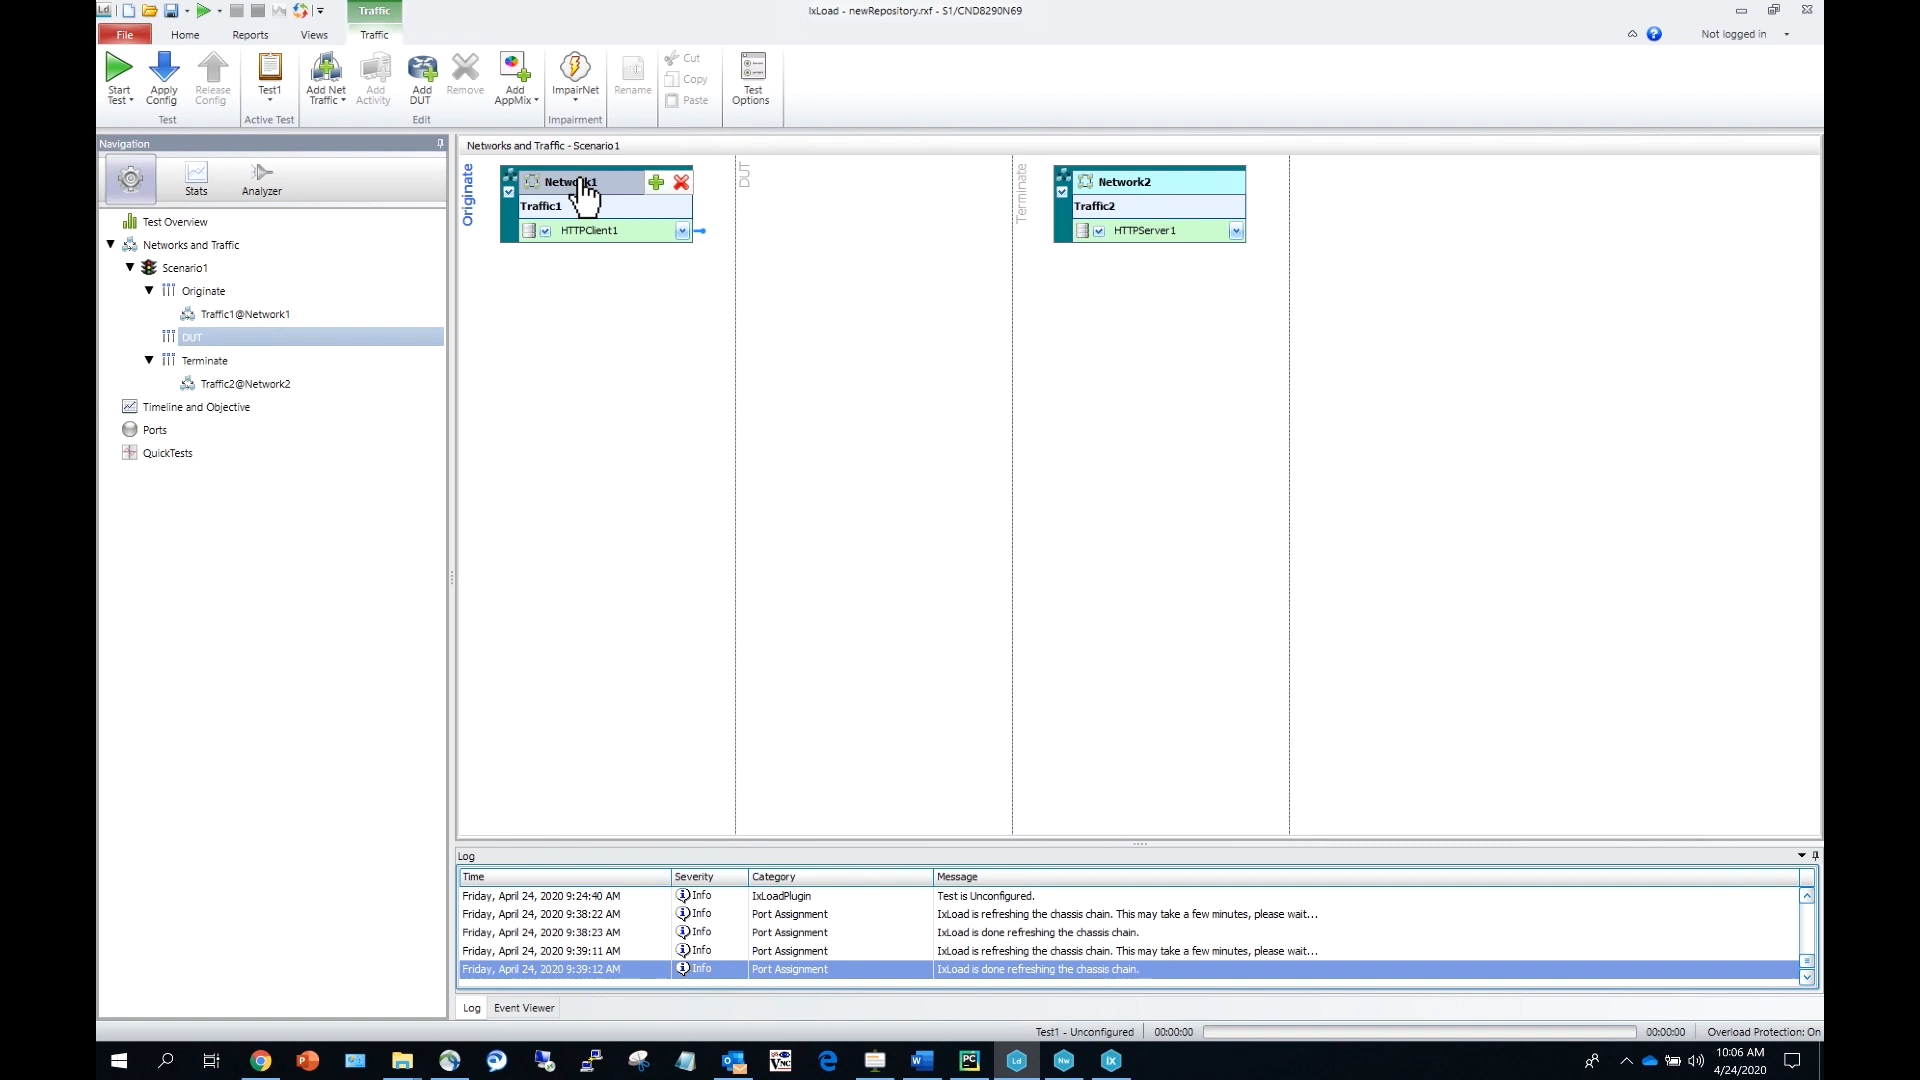 Ld
Traffic
IxLoad - newRepository.rxf - S1/CND8290N69
File
Home
Reports
Views
Traffic
Not logged in
Start Test
Apply Config
Release Config
Test1
Add Net Traffic
Add Activity
Add DUT
Remove
Add AppMix
ImpairNet
Rename
Cut
Copy
Paste
Test Options
Test
Active Test
Edit
Impairment
Navigation
Stats
Analyzer
Test Overview
Networks and Traffic
Scenario1
Originate
Traffic1@Network1
DUT
Terminate
Traffic2@Network2
Timeline and Objective
Ports
QuickTests
Networks and Traffic - Scenario1
Originate
Network1
Traffic1
HTTPClient1
DUT
Terminate
Network2
Traffic2
HTTPServer1
Log
Time Severity Category Message
Friday, April 24, 2020 9:24:40 AM Info IxLoadPlugin Test is Unconfigured.
Friday, April 24, 2020 9:38:22 AM Info Port Assignment IxLoad is refreshing the chassis chain. This may take a few minutes, please wait...
Friday, April 24, 2020 9:38:23 AM Info Port Assignment IxLoad is done refreshing the chassis chain.
Friday, April 24, 2020 9:39:11 AM Info Port Assignment IxLoad is refreshing the chassis chain. This may take a few minutes, please wait...
Friday, April 24, 2020 9:39:12 AM Info Port Assignment IxLoad is done refreshing the chassis chain.
Log Event Viewer
Test1 - Unconfigured 00:00:00 00:00:00 Overload Protection: On
10:06 AM
4/24/2020